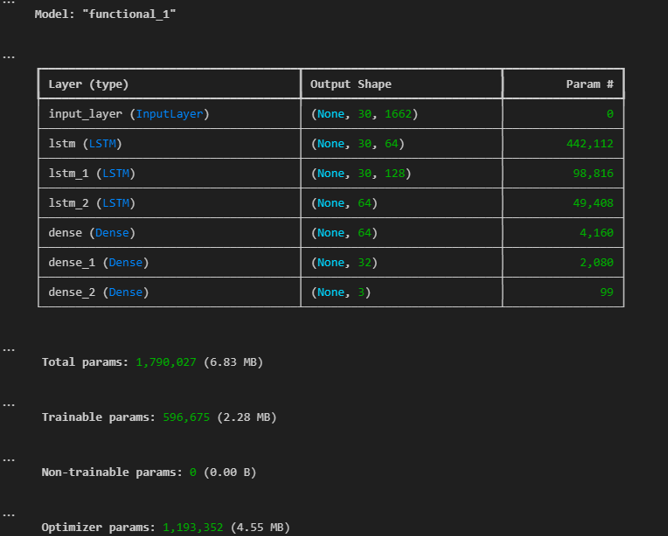 ...
Model: "functional_1"
...
Layer (type) Output Shape Param #
input_layer (InputLayer) (None, 30, 1662) 0
lstm (LSTM) (None, 30, 64) 442,112
lstm_1 (LSTM) (None, 30, 128) 98,816
lstm_2 (LSTM) (None, 64) 49,408
dense (Dense) (None, 64) 4,160
dense_1 (Dense) (None, 32) 2,080
dense_2 (Dense) (None, 3) 99
...
Total params: 1,790,027 (6.83 MB)
...
Trainable params: 596,675 (2.28 MB)
...
Non-trainable params: 0 (0.00 B)
...
Optimizer params: 1,193,352 (4.55 MB)